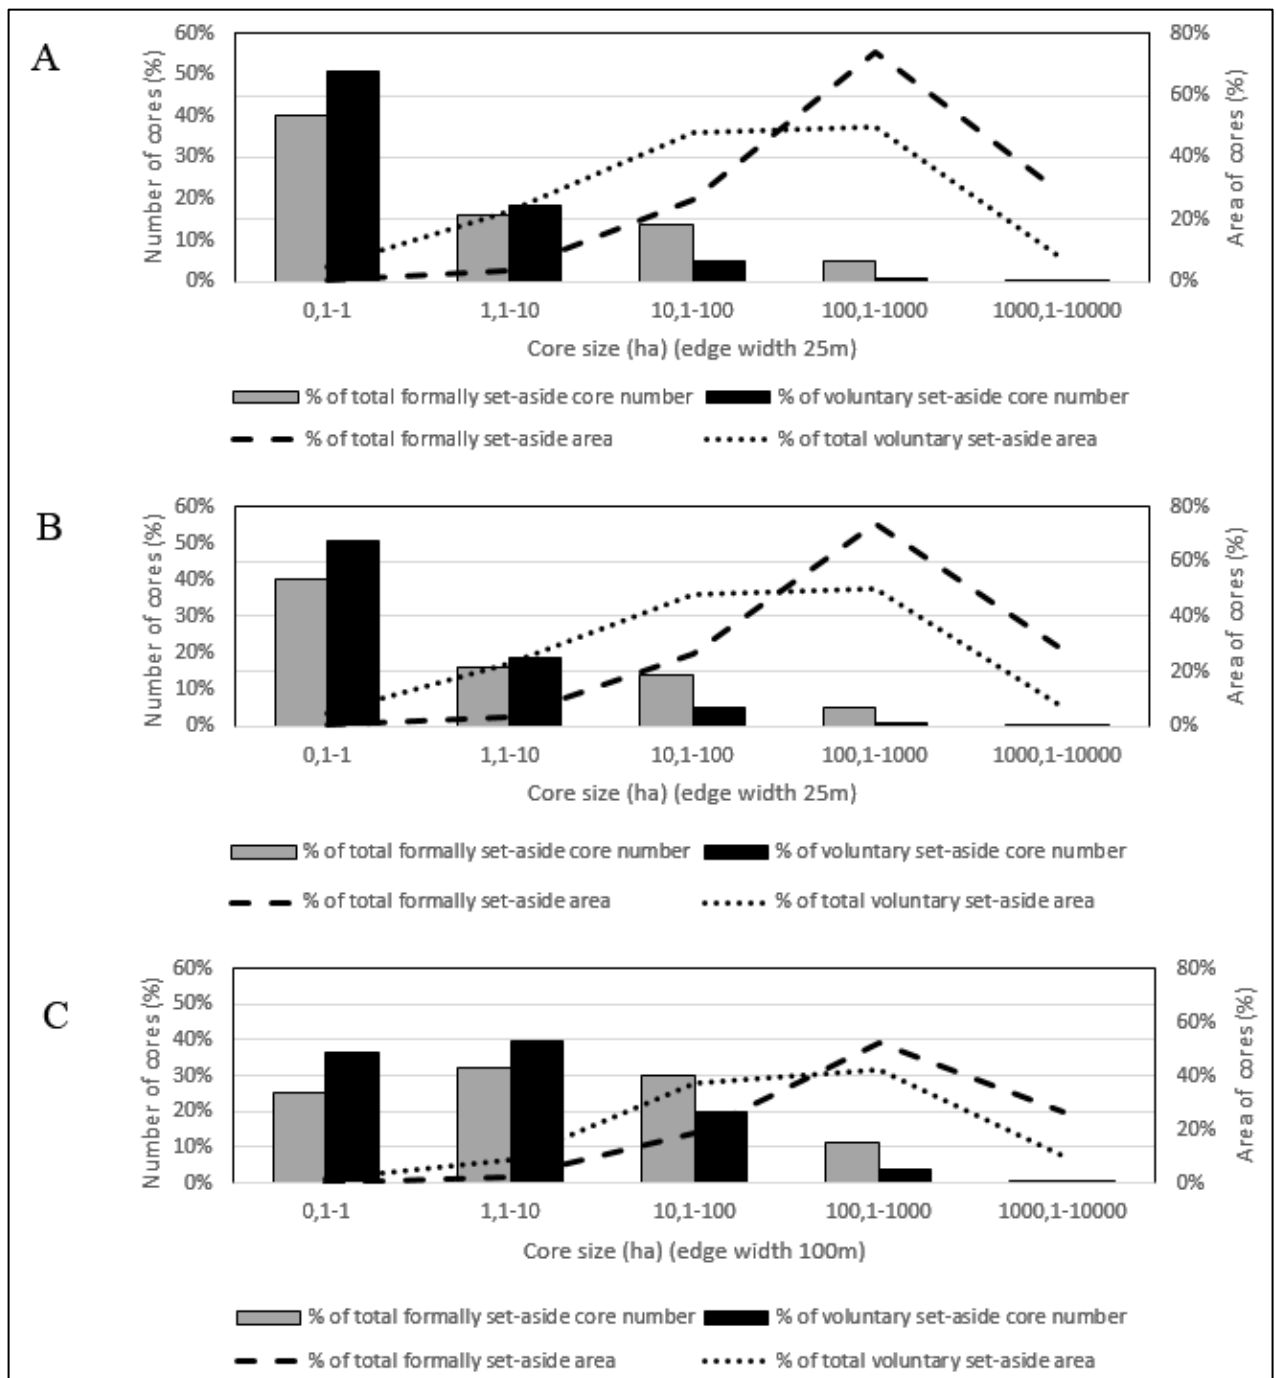 A
60%
50%
40%
30%
20%
10%
0%
Number of cores (%)
80%
60%
40%
20%
0%
Area of cores (%)
0,1-1 1,1-10 10,1-100 100,1-1000 1000,1-10000
Core size (ha) (edge width 25m)
% of total formally set-aside core number % of voluntary set-aside core number
% of total formally set-aside area % of total voluntary set-aside area
B
60%
50%
40%
30%
20%
10%
0%
Number of cores (%)
80%
60%
40%
20%
0%
Area of cores (%)
0,1-1 1,1-10 10,1-100 100,1-1000 1000,1-10000
Core size (ha) (edge width 25m)
% of total formally set-aside core number % of voluntary set-aside core number
% of total formally set-aside area % of total voluntary set-aside area
C
60%
50%
40%
30%
20%
10%
0%
Number of cores (%)
80%
60%
40%
20%
0%
Area of cores (%)
0,1-1 1,1-10 10,1-100 100,1-1000 1000,1-10000
Core size (ha) (edge width 100m)
% of total formally set-aside core number % of voluntary set-aside core number
% of total formally set-aside area % of total voluntary set-aside area